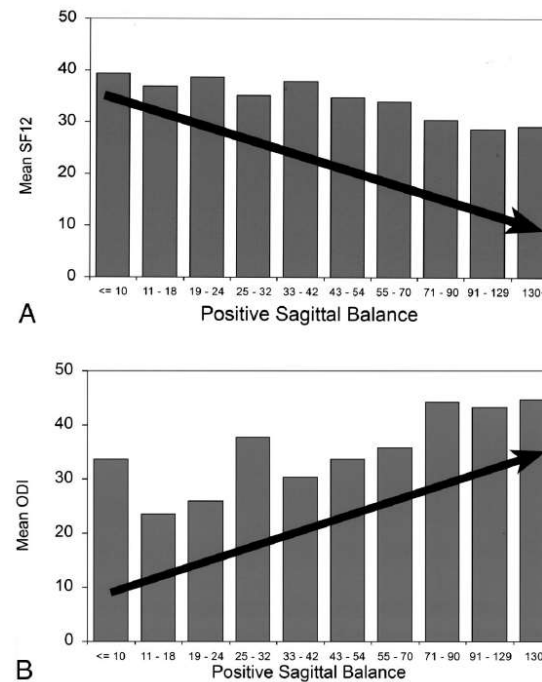 50
40
30
20
10
0
Mean SF12
<= 10 11 - 18 19 - 24 25 - 32 33 - 42 43 - 54 55 - 70 71 - 90 91 - 129 130+
A
Positive Sagittal Balance
50
40
30
20
10
0
Mean ODI
<= 10 11 - 18 19 - 24 25 - 32 33 - 42 43 - 54 55 - 70 71 - 90 91 - 129 130
B
Positive Sagittal Balance